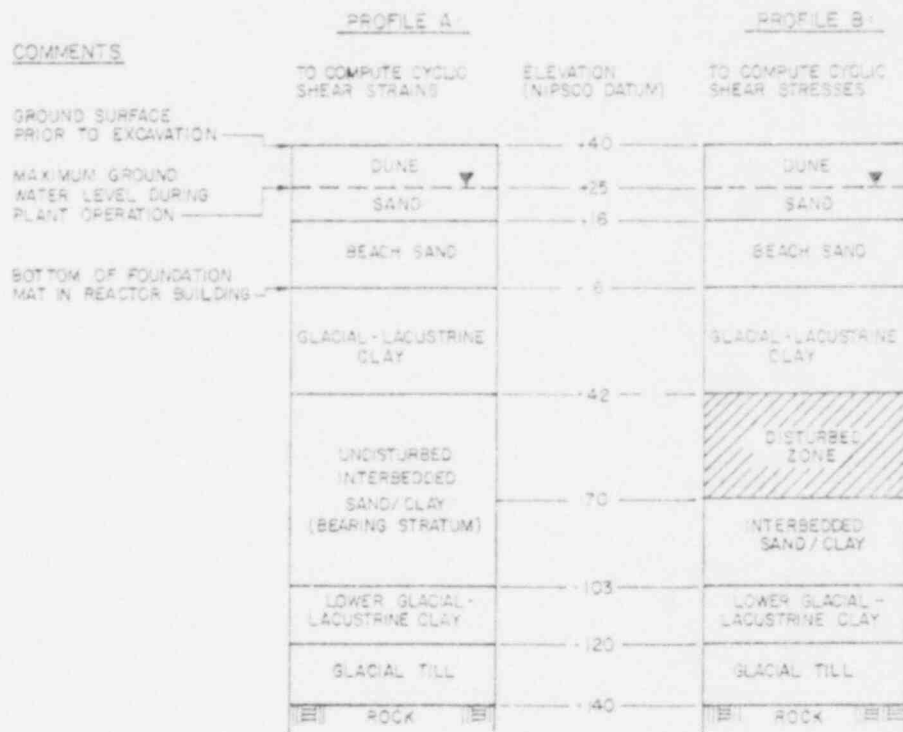 PROFILE A:
PROFILE B:
COMMENTS
TO COMPUTE CYCLIC
SHEAR STRAINS
ELEVATION
(NIPSCO DATUM)
TO COMPUTE CYCLIC
SHEAR STRESSES
GROUND SURFACE
PRIOR TO EXCAVATION
MAXIMUM GROUND
WATER LEVEL DURING
PLANT OPERATION
BOTTOM OF FOUNDATION
MAT IN REACTOR BUILDING
DUNE
SAND
BEACH SAND
GLACIAL-LACUSTRINE
CLAY
UNDISTURBED
INTERBEDDED
SAND/CLAY
(BEARING STRATUM)
LOWER GLACIAL-
LACUSTRINE CLAY
GLACIAL TILL
ROCK
+40
+25
+16
-42
-70
-103
-120
-140
DUNE
SAND
BEACH SAND
GLACIAL-LACUSTRINE
CLAY
DISTURBED
ZONE
INTERBEDDED
SAND/CLAY
LOWER GLACIAL-
LACUSTRINE CLAY
GLACIAL TILL
ROCK